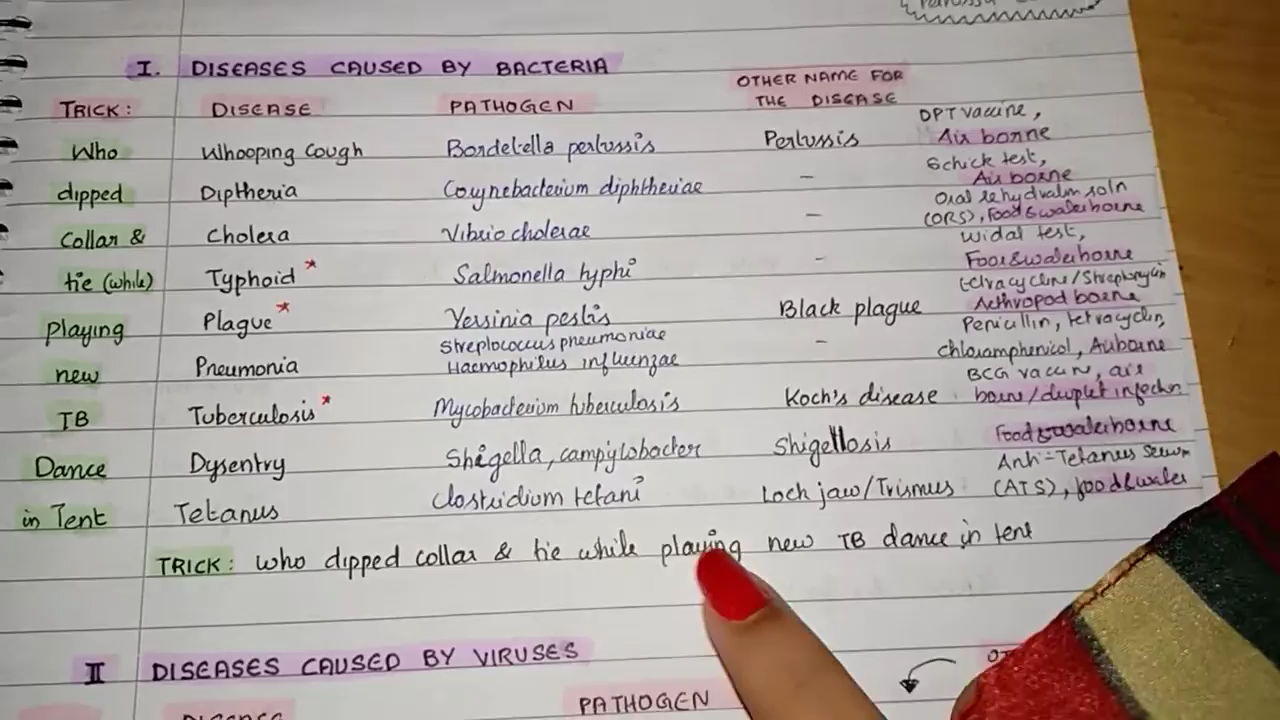 I. DISEASES CAUSED BY BACTERIA
TRICK: DISEASE PATHOGEN OTHER NAME FOR THE DISEASE
DPT vaccine,
Who Whooping Cough Bordetella pertussis Pertussis Air borne
Schick test,
dipped Diptheria Corynebacterium diphtheriae - Air borne
Oral rehydratn soln
Collar & Cholera Vibrio cholerae - (ORS), Food & waterborne
Widal test,
tie (while) Typhoid * Salmonella typhi - Food & waterborne
tetracycline/Streptomycin
Playing Plague * Yersinia pestis Black plague Arthropod borne
Streptococcus pneumoniae Penicillin, tetracyclin,
new Pneumonia Haemophilus influenzae - Chloramphenicol, Airborne
BCG vaccine, air
TB Tuberculosis * Mycobacterium tuberculosis Koch's disease borne/droplet infectn
Dance Dysentry Shigella, campylobacter Shigellosis Food & waterborne
Anti-Tetanus Serum
in Tent Tetanus Clostridium tetani Lock jaw/Trismus (ATS), food & water
TRICK: who dipped collar & tie while playing new TB dance in tent
II DISEASES CAUSED BY VIRUSES
PATHOGEN